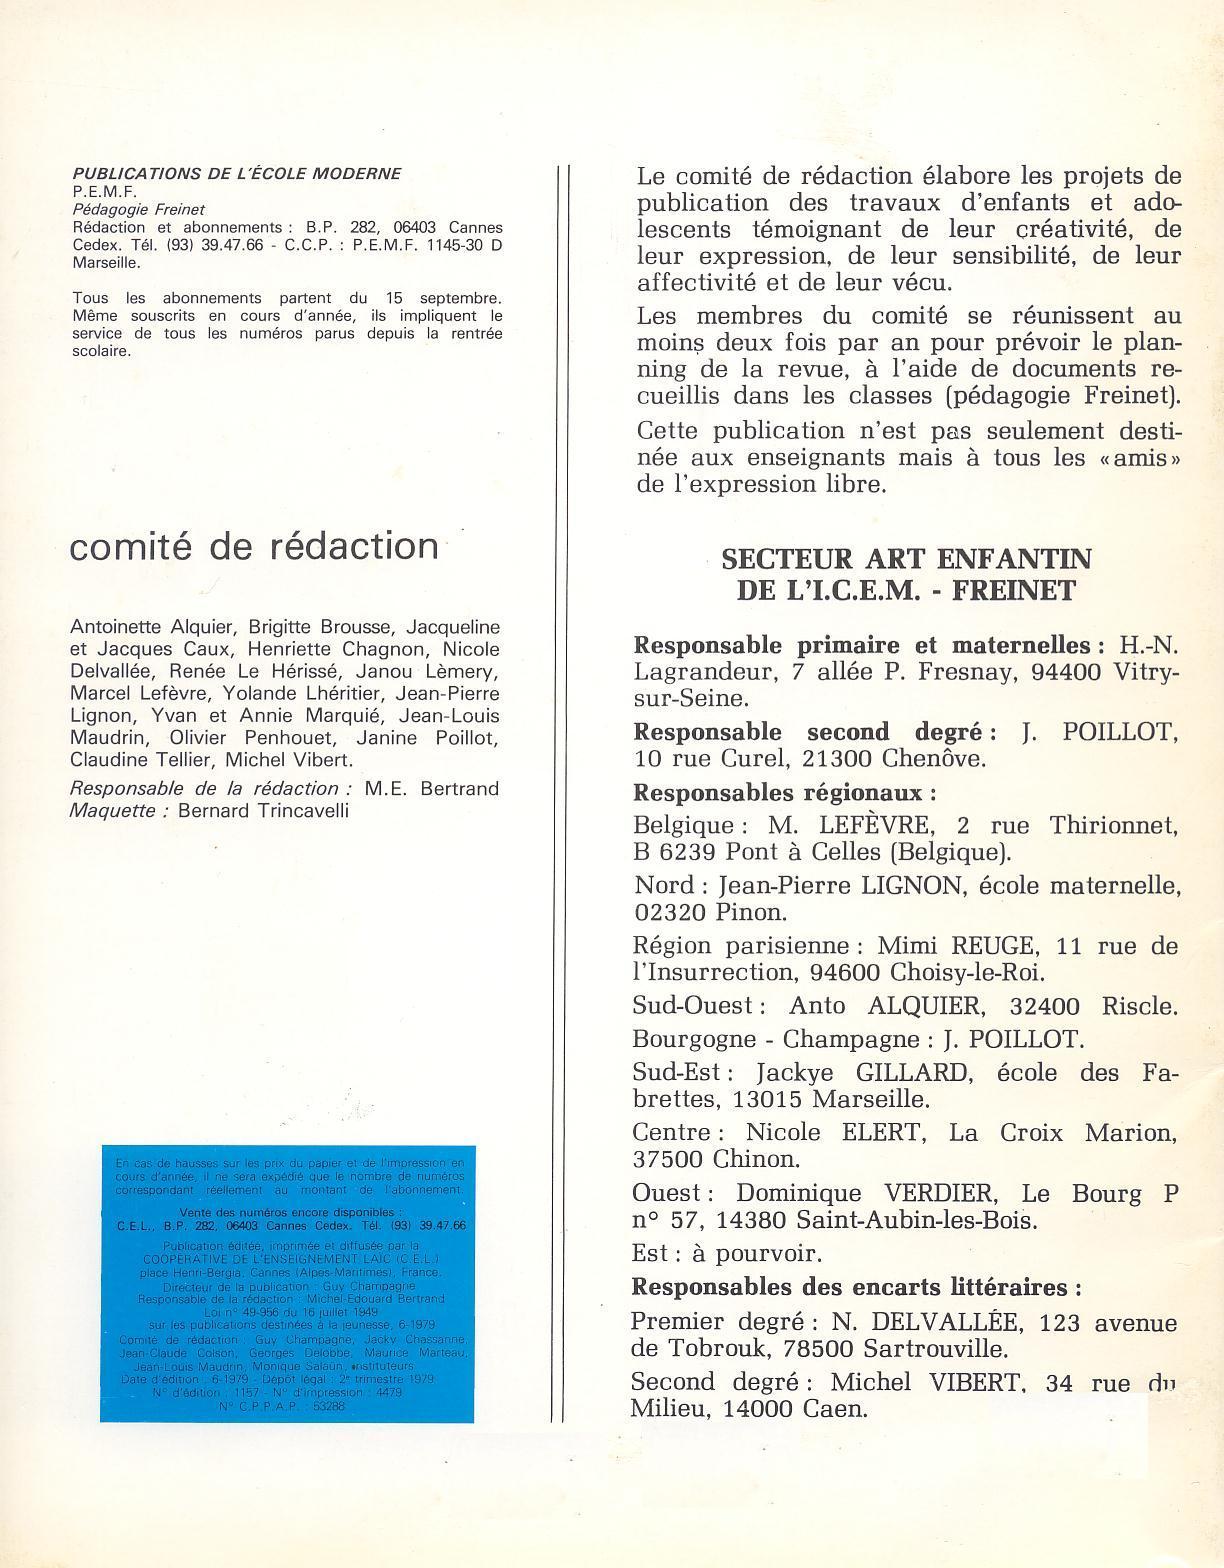 PUBLICATIONS DE L'ÉCOLE MODERNE
P.E.M.F.
Pédagogie Freinet
Rédaction et abonnements : B.P. 282, 06403 Cannes
Cedex. Tél. (93) 39.47.66 - C.C.P. : P.E.M.F. 1145-30 D
Marseille.
Tous les abonnements partent du 15 septembre.
Même souscrits en cours d'année, ils impliquent le
service de tous les numéros parus depuis la rentrée
scolaire.
comité de rédaction
Antoinette Alquier, Brigitte Brousse, Jacqueline
et Jacques Caux, Henriette Chagnon, Nicole
Delvallée, Renée Le Hérissé, Janou Lèmery,
Marcel Lefèvre, Yolande Lhéritier, Jean-Pierre
Lignon, Yvan et Annie Marquié, Jean-Louis
Maudrin, Olivier Penhouet, Janine Poillot,
Claudine Tellier, Michel Vibert.
Responsable de la rédaction : M.E. Bertrand
Maquette : Bernard Trincavelli
En cas de hausses sur les prix du papier et de l'impression en
cours d'année, il ne sera expédié que le nombre de numéros
correspondant réellement au montant de l'abonnement.
Vente des numéros encore disponibles :
C.E.L., B.P. 282, 06403 Cannes Cedex. Tél. (93) 39.47.66
Publication éditée, imprimée et diffusée par la
COOPÉRATIVE DE L'ENSEIGNEMENT LAÏC (C.E.L.)
place Henri-Bergia, Cannes (Alpes-Maritimes), France.
Directeur de la publication : Guy Champagne
Responsable de la rédaction : Michel-Edouard Bertrand
Loi n° 49-956 du 16 juillet 1949
sur les publications destinées à la jeunesse, 6-1979
Comité de rédaction : Guy Champagne, Jacky Chassanne,
Jean-Claude Colson, Georges Delobbe, Maurice Marteau,
Jean-Louis Maudrin, Monique Salaün, instituteurs
Date d'édition : 6-1979 - Dépôt légal : 2e trimestre 1979
N° d'édition : 1157 - N° d'impression : 4479
N° C.P.P.A.P. : 53288
Le comité de rédaction élabore les projets de
publication des travaux d'enfants et ado-
lescents témoignant de leur créativité, de
leur expression, de leur sensibilité, de leur
affectivité et de leur vécu.
Les membres du comité se réunissent au
moins deux fois par an pour prévoir le plan-
ning de la revue, à l'aide de documents re-
cueillis dans les classes (pédagogie Freinet).
Cette publication n'est pas seulement desti-
née aux enseignants mais à tous les «amis»
de l'expression libre.
SECTEUR ART ENFANTIN
DE L'I.C.E.M. - FREINET
Responsable primaire et maternelles : H.-N.
Lagrandeur, 7 allée P. Fresnay, 94400 Vitry-
sur-Seine.
Responsable second degré : J. POILLOT,
10 rue Curel, 21300 Chenôve.
Responsables régionaux :
Belgique : M. LEFÈVRE, 2 rue Thirionnet,
B 6239 Pont à Celles (Belgique).
Nord : Jean-Pierre LIGNON, école maternelle,
02320 Pinon.
Région parisienne : Mimi REUGE, 11 rue de
l'Insurrection, 94600 Choisy-le-Roi.
Sud-Ouest : Anto ALQUIER, 32400 Riscle.
Bourgogne - Champagne : J. POILLOT.
Sud-Est : Jackye GILLARD, école des Fa-
brettes, 13015 Marseille.
Centre : Nicole ELERT, La Croix Marion,
37500 Chinon.
Ouest : Dominique VERDIER, Le Bourg P
n° 57, 14380 Saint-Aubin-les-Bois.
Est : à pourvoir.
Responsables des encarts littéraires :
Premier degré : N. DELVALLÉE, 123 avenue
de Tobrouk, 78500 Sartrouville.
Second degré : Michel VIBERT, 34 rue du
Milieu, 14000 Caen.